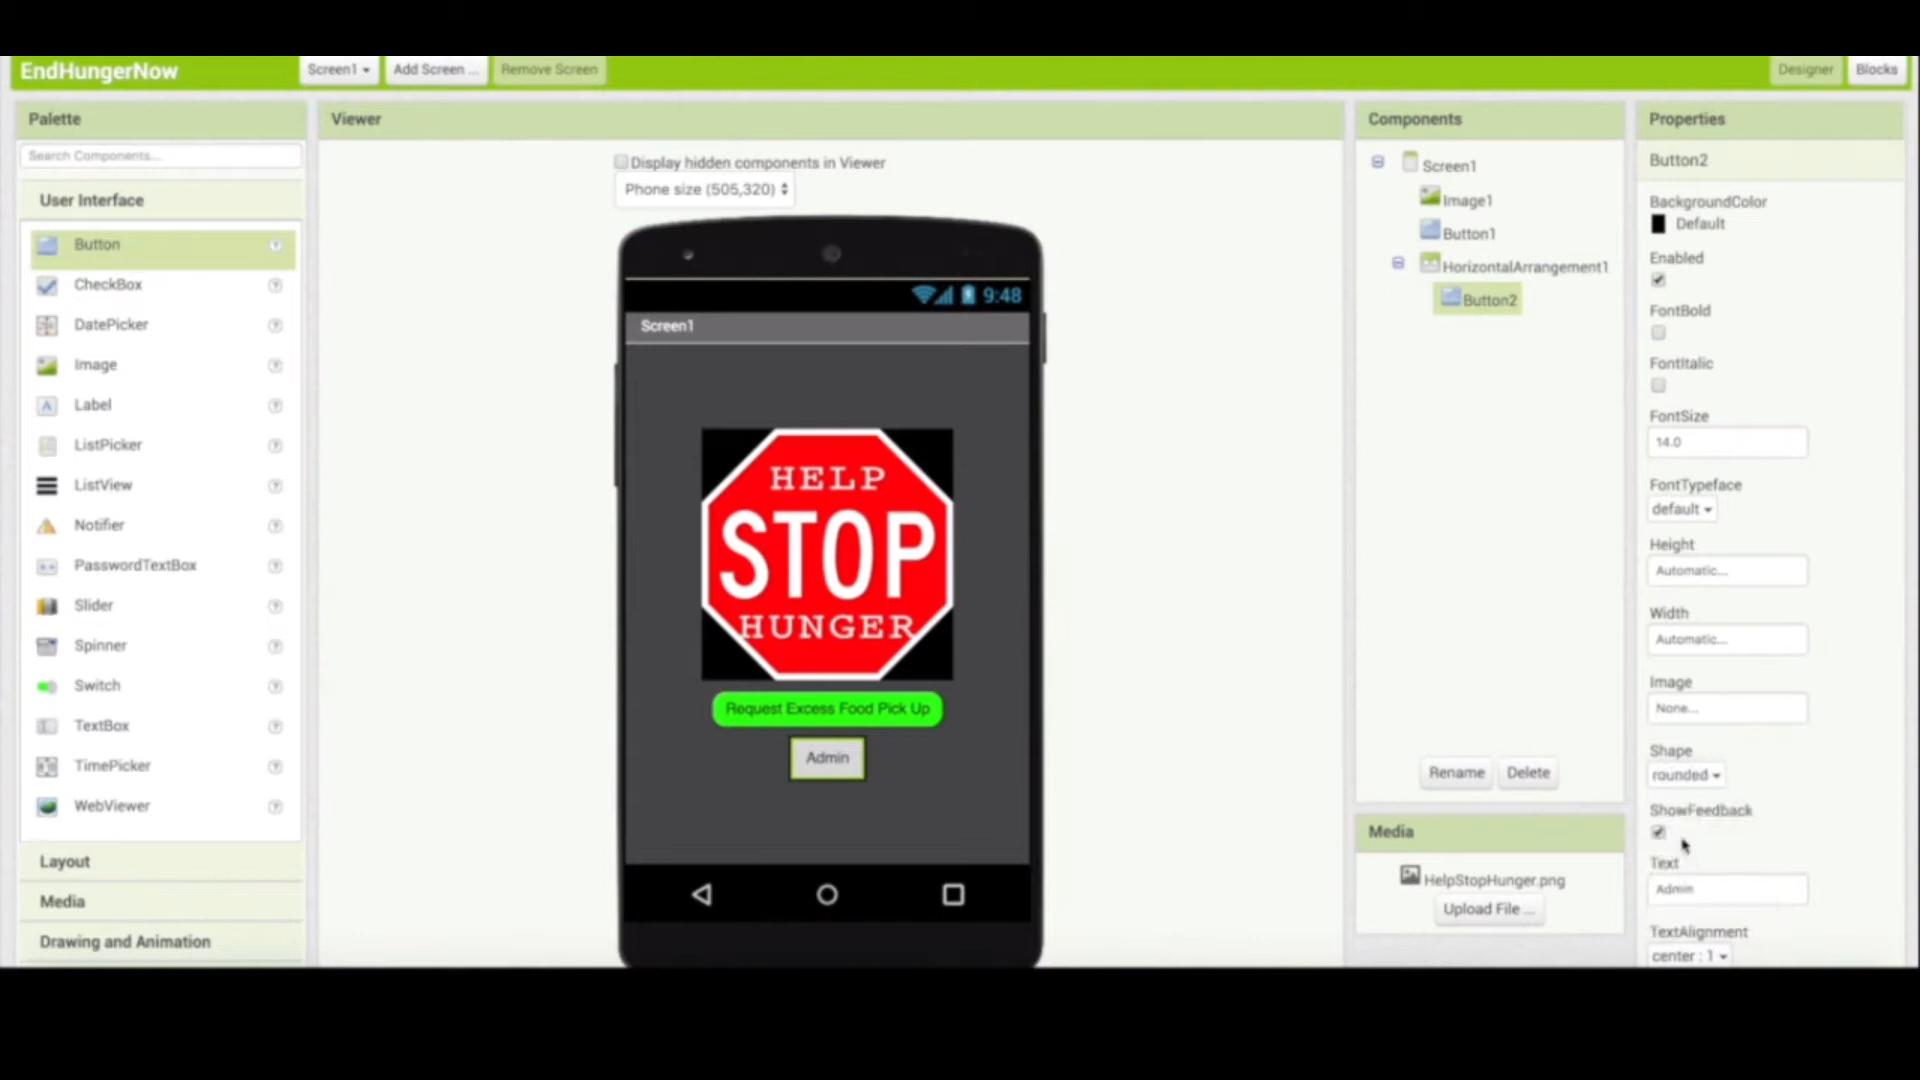 EndHungerNow
Screen1 Add Screen ... Remove Screen Designer Blocks
Palette
Search Components...
User Interface
Button ?
CheckBox ?
DatePicker ?
Image ?
Label ?
ListPicker ?
ListView ?
Notifier ?
PasswordTextBox ?
Slider ?
Spinner ?
Switch ?
TextBox ?
TimePicker ?
WebViewer ?
Layout
Media
Drawing and Animation
Viewer
Display hidden components in Viewer
Phone size (505,320)
9:48
Screen1
HELP
STOP
HUNGER
Request Excess Food Pick Up
Admin
Components
Screen1
Image1
Button1
HorizontalArrangement1
Button2
Rename Delete
Media
HelpStopHunger.png
Upload File ...
Properties
Button2
BackgroundColor
Default
Enabled
FontBold
FontItalic
FontSize
14.0
FontTypeface
default
Height
Automatic...
Width
Automatic...
Image
None...
Shape
rounded
ShowFeedback
Text
Admin
TextAlignment
center : 1